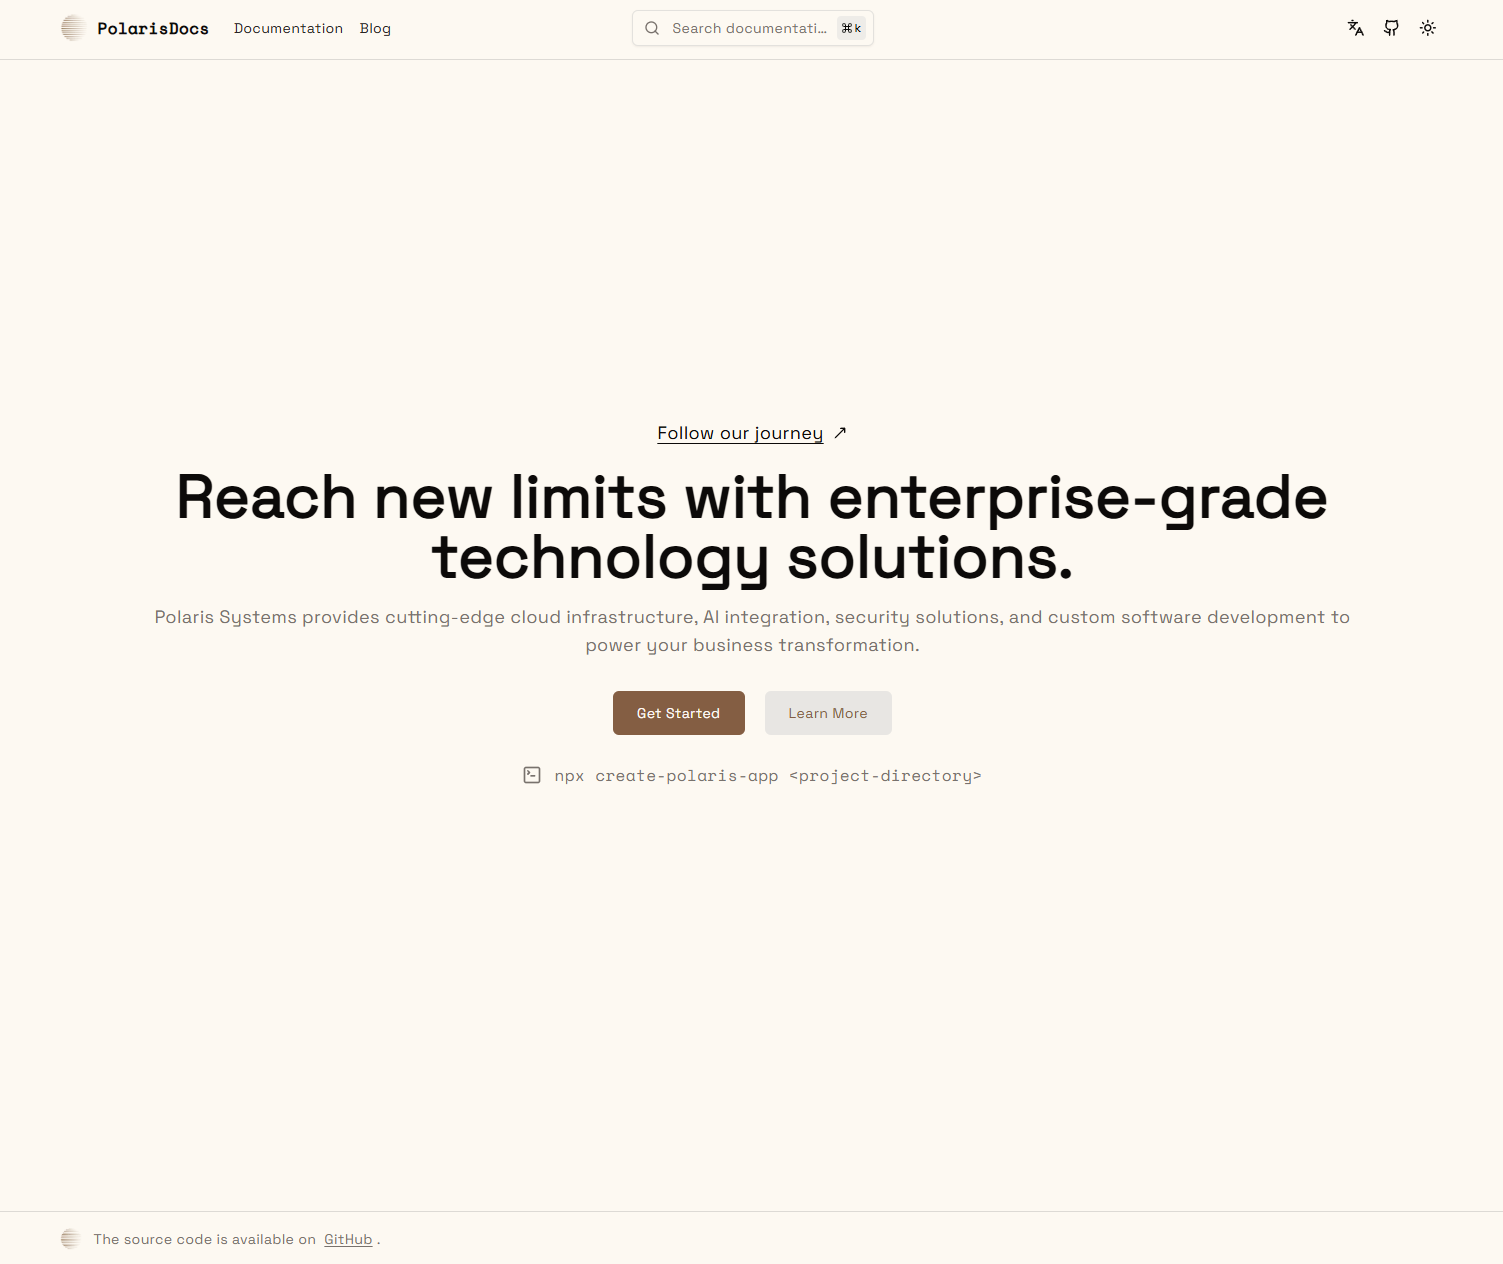 PolarisDocs Documentation Blog Search documentati... ⌘k
Follow our journey ↗
Reach new limits with enterprise-grade
technology solutions.
Polaris Systems provides cutting-edge cloud infrastructure, AI integration, security solutions, and custom software development to
power your business transformation.
Get Started Learn More
npx create-polaris-app <project-directory>
The source code is available on GitHub .